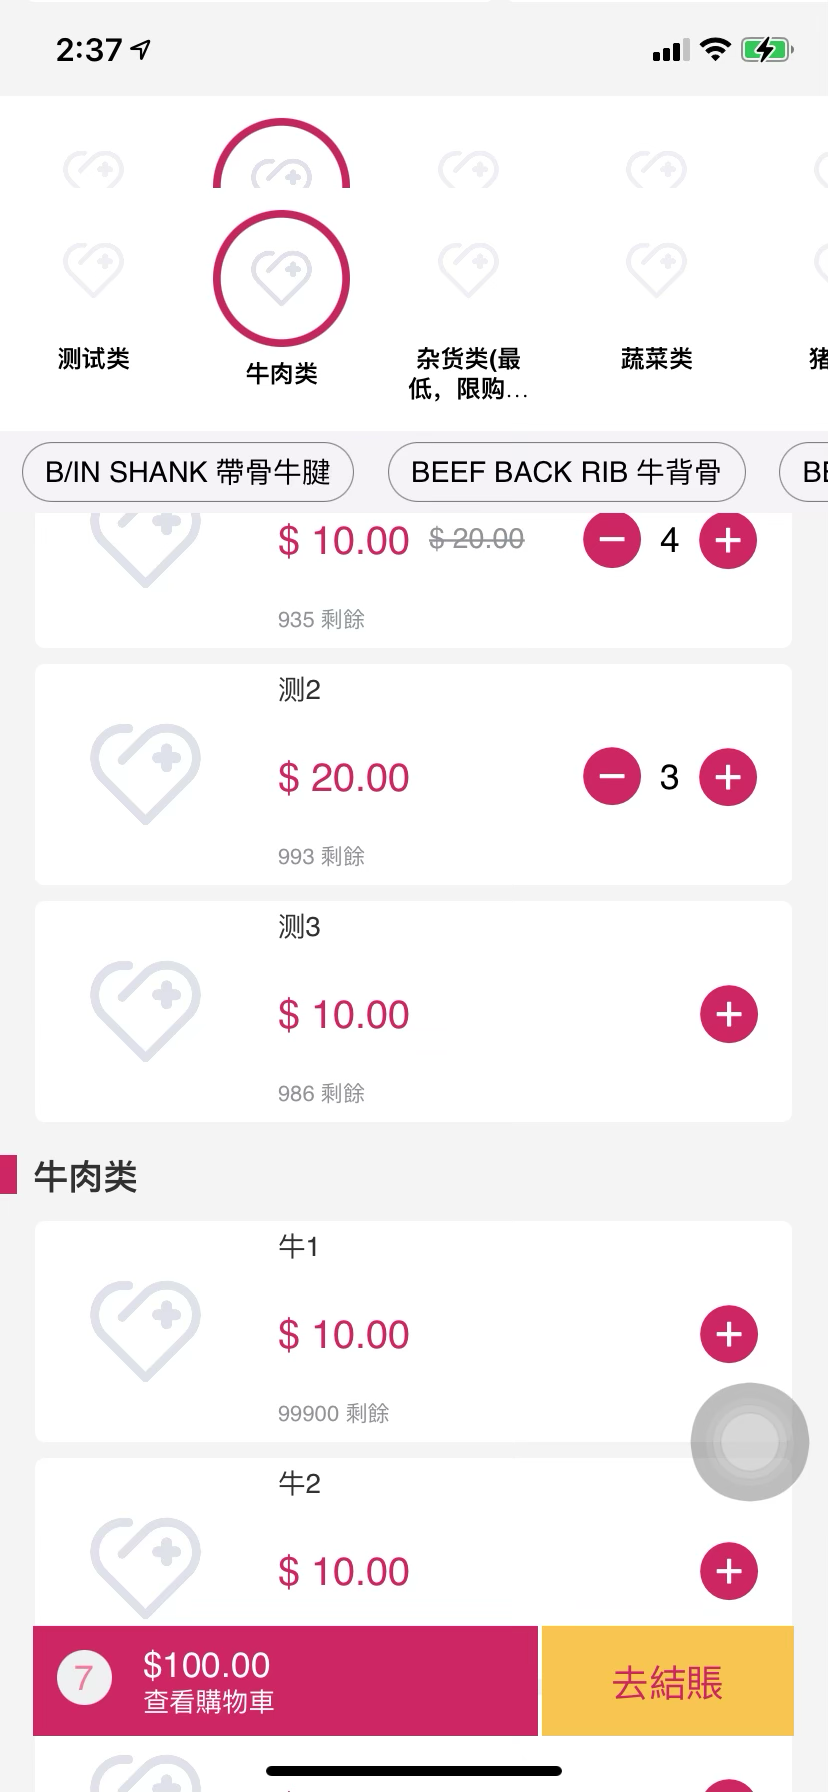 2:37
测试类
牛肉类
杂货类(最
低，限购...
蔬菜类
猪
B/IN SHANK 帶骨牛腱
BEEF BACK RIB 牛背骨
BE
$ 10.00 $ 20.00
4
935 剩餘
测2
$ 20.00
3
993 剩餘
测3
$ 10.00
986 剩餘
牛肉类
牛1
$ 10.00
99900 剩餘
牛2
$ 10.00
7
$100.00
查看購物車
去結賬